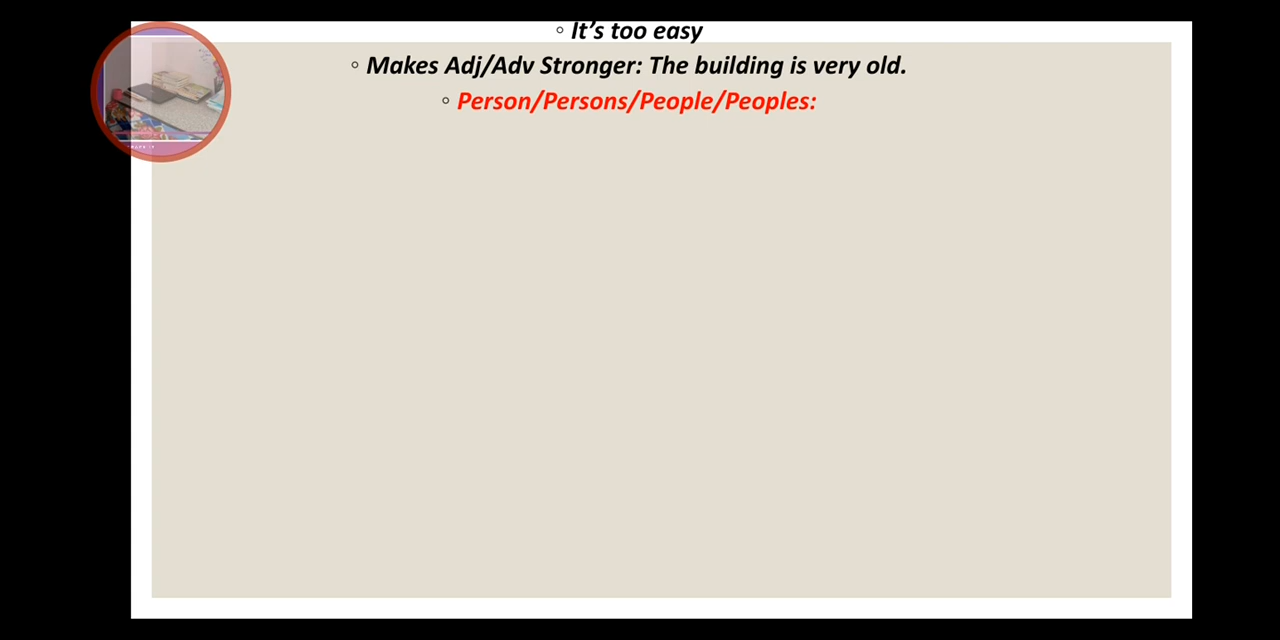 ◦ It's too easy
◦ Makes Adj/Adv Stronger: The building is very old.
◦ Person/Persons/People/Peoples: